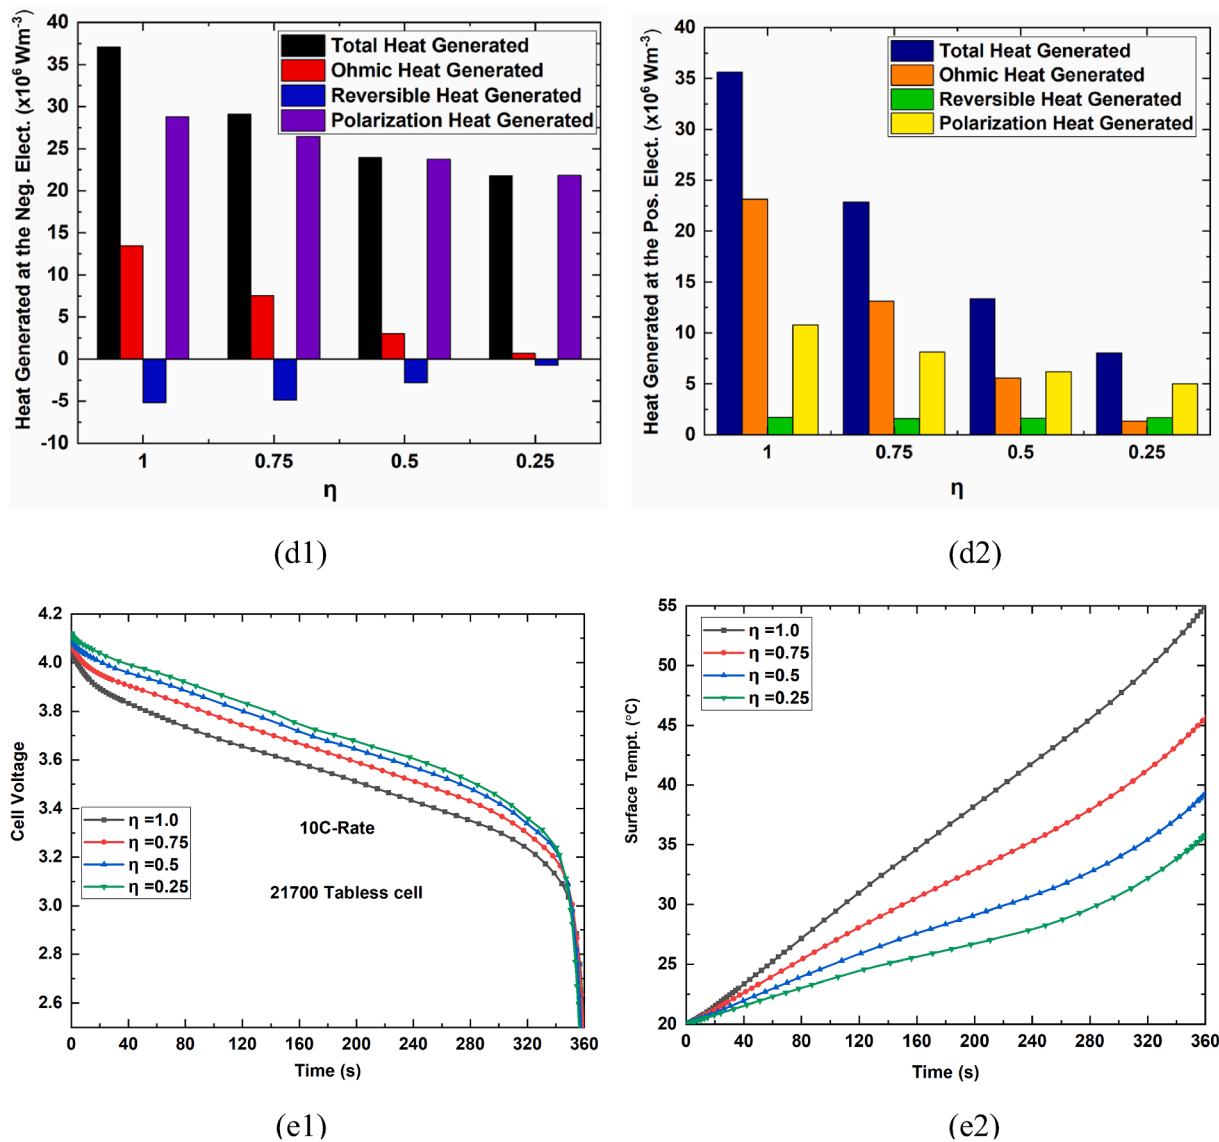 Heat Generated at the Neg. Elect. (x10⁶ Wm⁻³)
40
35
30
25
20
15
10
5
0
-5
-10
Total Heat Generated
Ohmic Heat Generated
Reversible Heat Generated
Polarization Heat Generated
1 0.75 0.5 0.25
η
(d1)
Heat Generated at the Pos. Elect. (x10⁶ Wm⁻³)
40
35
30
25
20
15
10
5
0
Total Heat Generated
Ohmic Heat Generated
Reversible Heat Generated
Polarization Heat Generated
1 0.75 0.5 0.25
η
(d2)
Cell Voltage
4.2
4.0
3.8
3.6
3.4
3.2
3.0
2.8
2.6
η =1.0
η =0.75
η =0.5
η =0.25
10C-Rate
21700 Tabless cell
0 40 80 120 160 200 240 280 320 360
Time (s)
(e1)
Surface Tempt. (°C)
55
50
45
40
35
30
25
20
η =1.0
η =0.75
η =0.5
η =0.25
0 40 80 120 160 200 240 280 320 360
Time (s)
(e2)